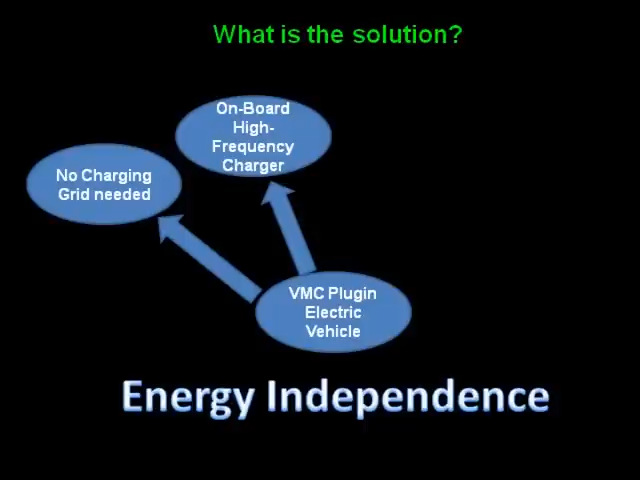 What is the solution?
On-Board
High-
Frequency
Charger
No Charging
Grid needed
VMC Plugin
Electric
Vehicle
Energy Independence